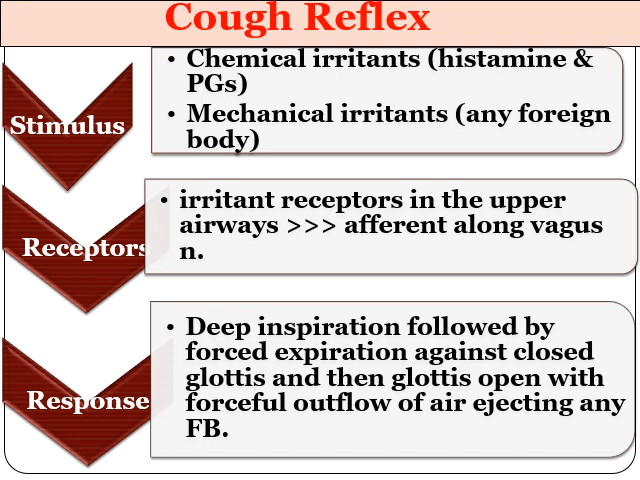 Cough Reflex
Stimulus
• Chemical irritants (histamine &
PGs)
• Mechanical irritants (any foreign
body)
Receptors
• irritant receptors in the upper
airways >>> afferent along vagus
n.
Response
• Deep inspiration followed by
forced expiration against closed
glottis and then glottis open with
forceful outflow of air ejecting any
FB.